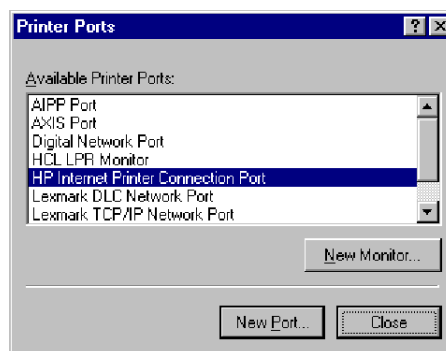 Printer Ports
Available Printer Ports:
AIPP Port
AXIS Port
Digital Network Port
HCL LPR Monitor
HP Internet Printer Connection Port
Lexmark DLC Network Port
Lexmark TCP/IP Network Port
New Monitor...
New Port...
Close